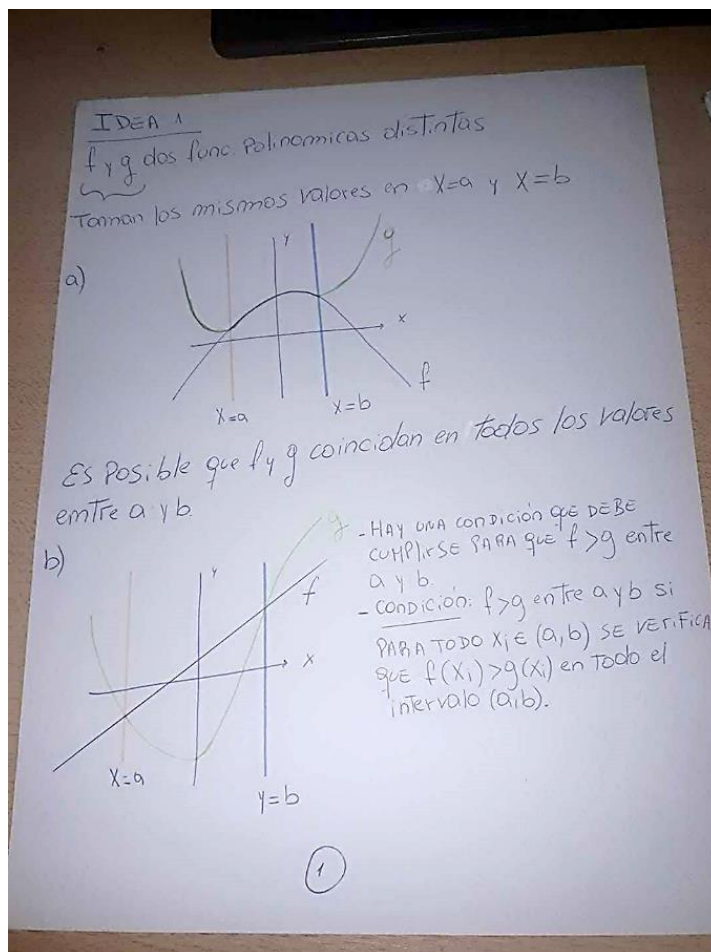 IDEA 1
f y g dos func. Polinomicas distintas
Toman los mismos valores en X=a y X=b
a)
y
g
x
f
X=a
X=b
Es Posible que f y g coincidan en todos los valores
emtre a y b.
b)
y
g
f
x
X=a
y=b
- HAY UNA CONDICIÓN QUE DEBE
CUMPLIrSE PARA QUE f>g entre
a y b.
- CONDICIÓN: f>g entre a y b si
PARA TODO Xi ∈ (a,b) SE VERIFICA
QUE f(Xi)>g(Xi) en todo el
intervalo (a,b).
1